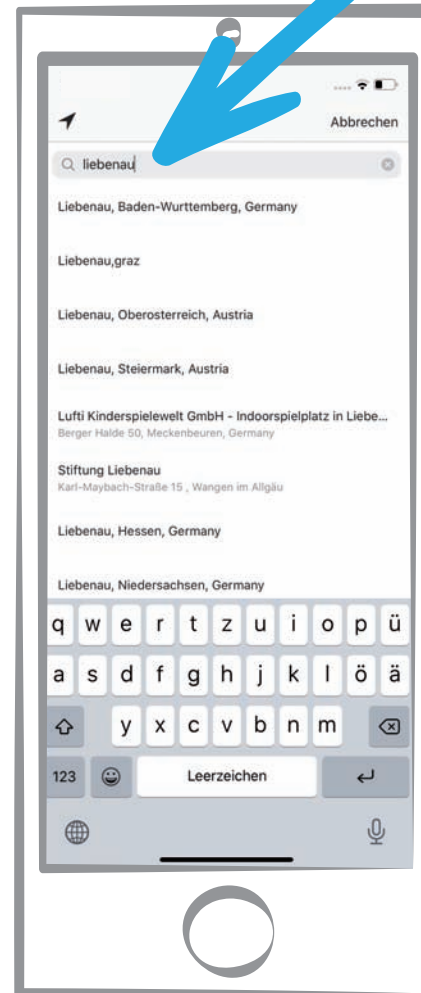 Abbrechen
liebenau
Liebenau, Baden-Wurttemberg, Germany
Liebenau,graz
Liebenau, Oberosterreich, Austria
Liebenau, Steiermark, Austria
Lufti Kinderspielewelt GmbH - Indoorspielplatz in Liebe...
Berger Halde 50, Meckenbeuren, Germany
Stiftung Liebenau
Karl-Maybach-Straße 15 , Wangen im Allgäu
Liebenau, Hessen, Germany
Liebenau, Niedersachsen, Germany
q w e r t z u i o p ü
a s d f g h j k l ö ä
y x c v b n m
123 Leerzeichen